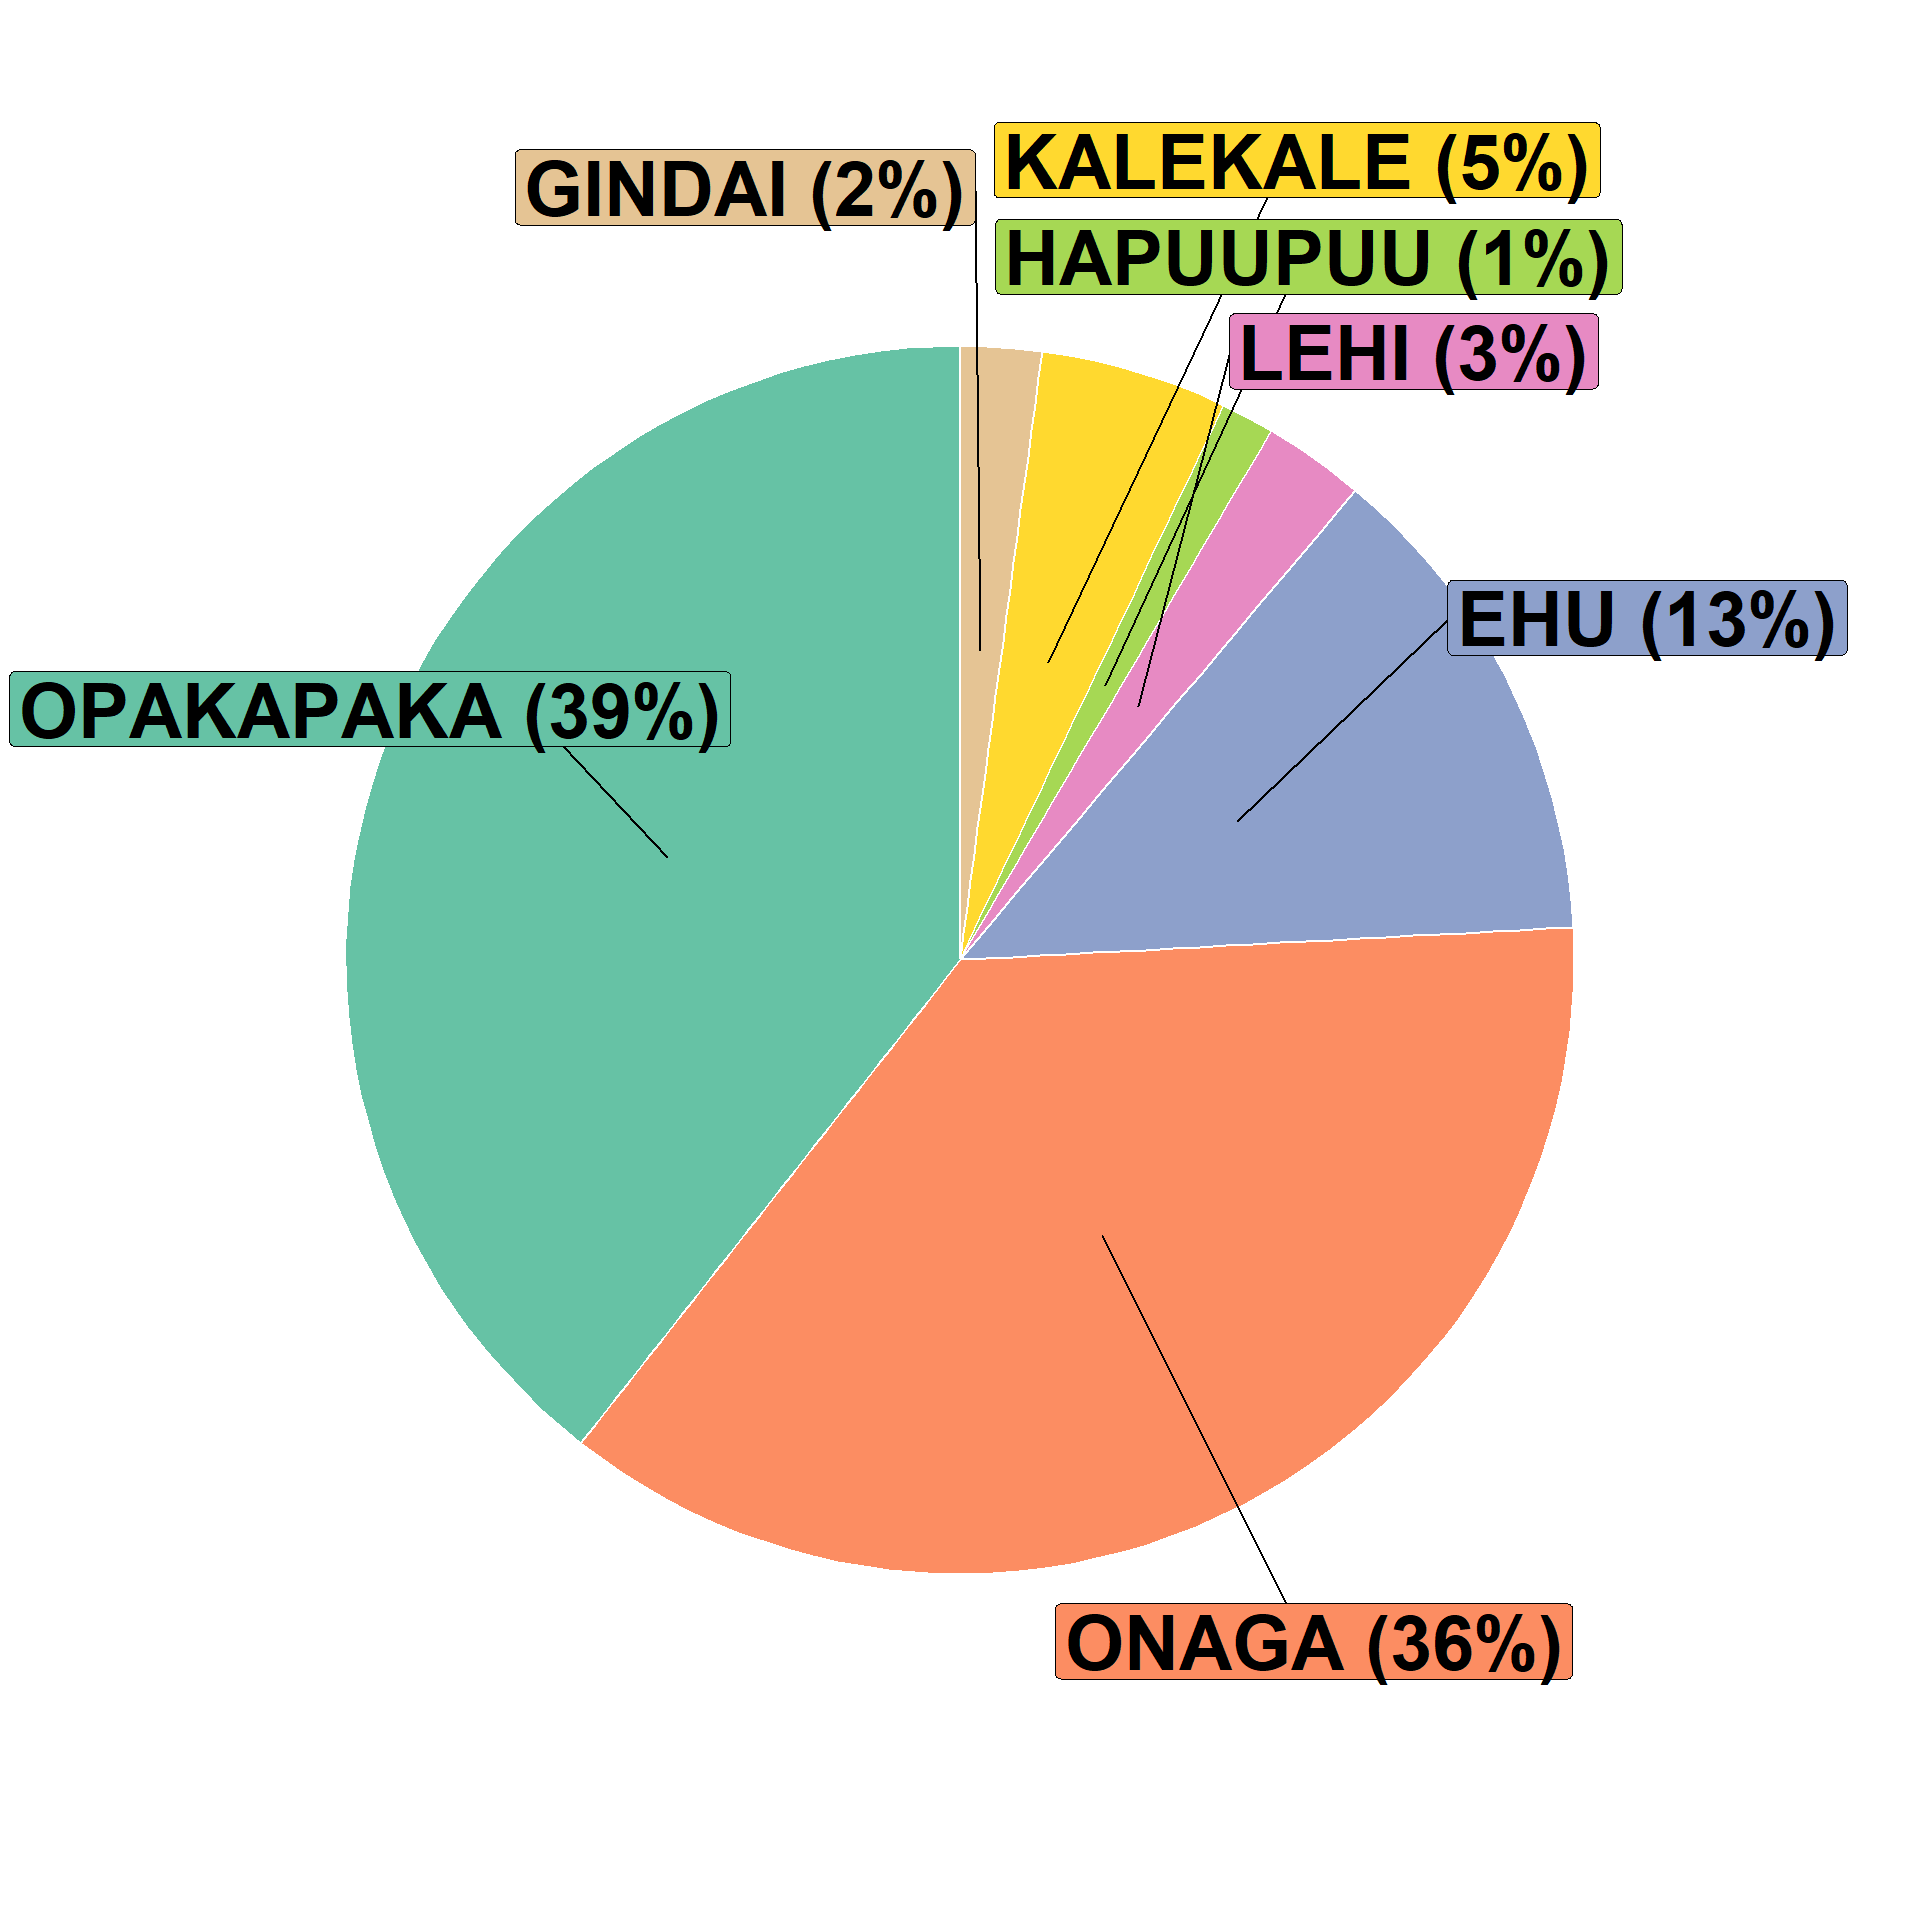 KALEKALE (5%)
GINDAI (2%)
HAPUUPUU (1%)
LEHI (3%)
EHU (13%)
OPAKAPAKA (39%)
ONAGA (36%)